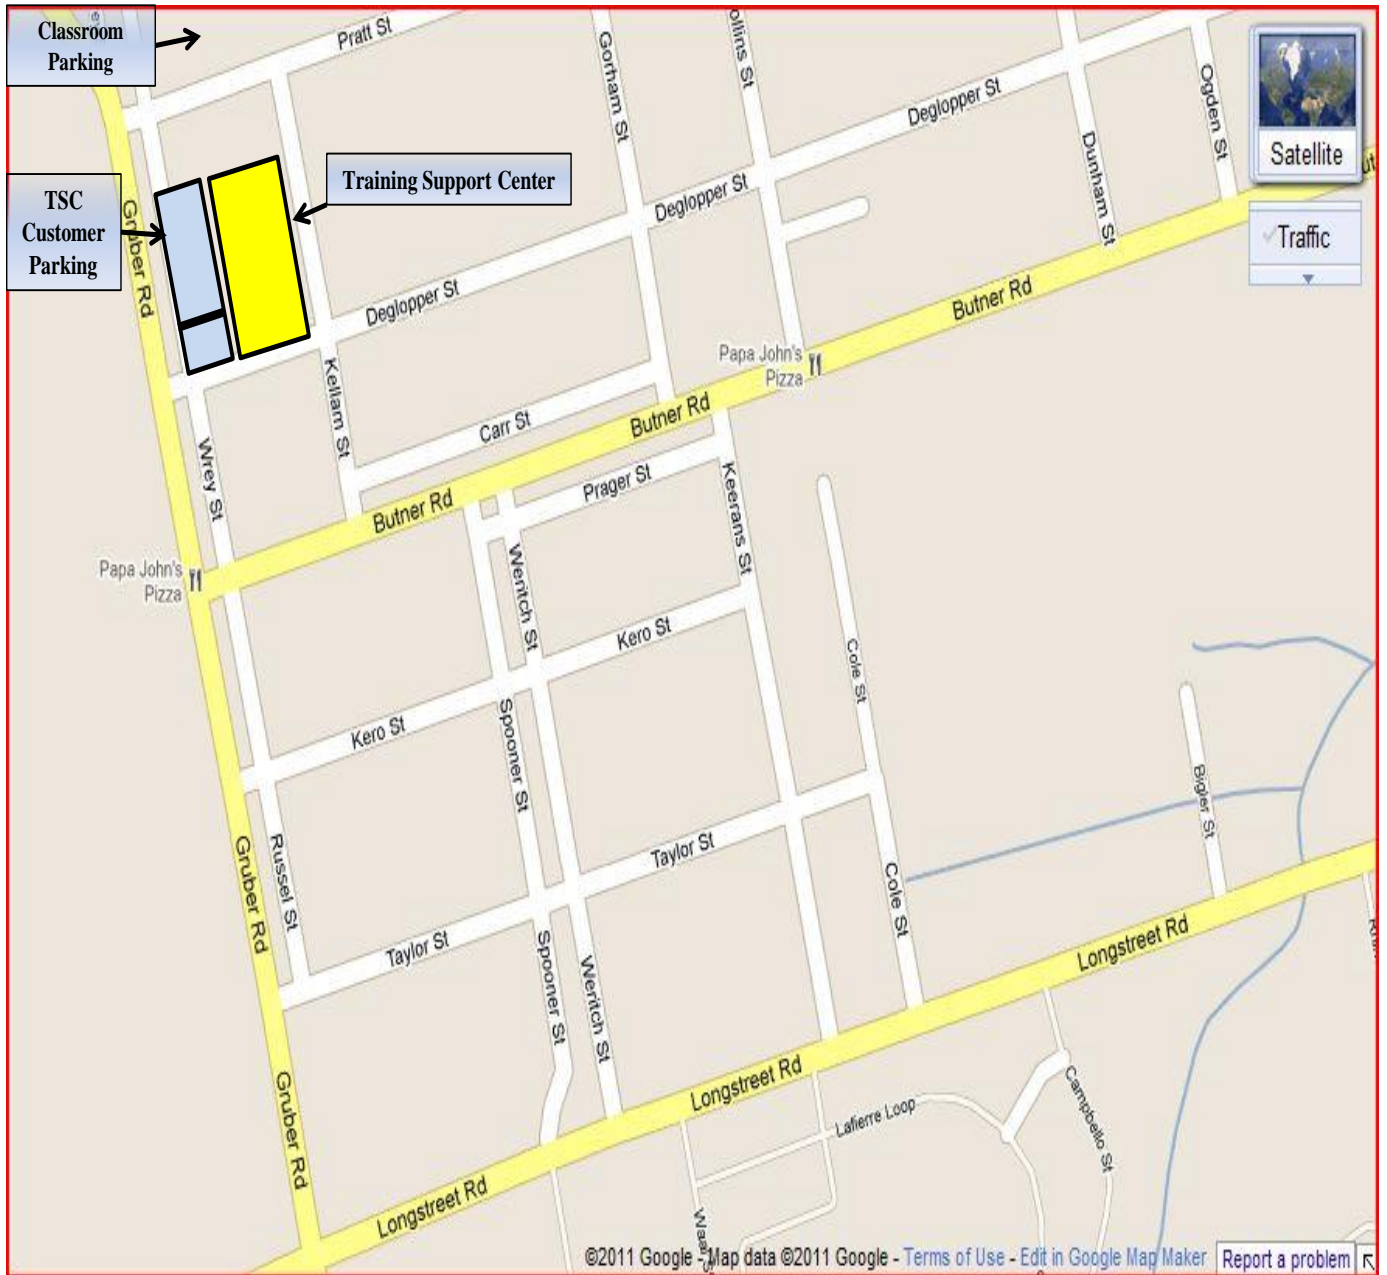 Classroom
Parking
Pratt St
Gorham St
ollins St
Deglopper St
Ogden St
Dunham St
Satellite
Traffic
Training Support Center
TSC
Customer
Parking
Gruber Rd
Deglopper St
Deglopper St
Butner Rd
Papa John's
Pizza
Kellam St
Carr St
Butner Rd
Wrey St
Prager St
Keerans St
Butner Rd
Papa John's
Pizza
Weritch St
Kero St
Cole St
Kero St
Spooner St
Bigler St
Taylor St
Russel St
Gruber Rd
Cole St
Taylor St
Spooner St
Weritch St
Longstreet Rd
Longstreet Rd
Gruber Rd
Lafierre Loop
Campbello St
Longstreet Rd
©2011 Google - Map data ©2011 Google - Terms of Use - Edit in Google Map Maker
Report a problem